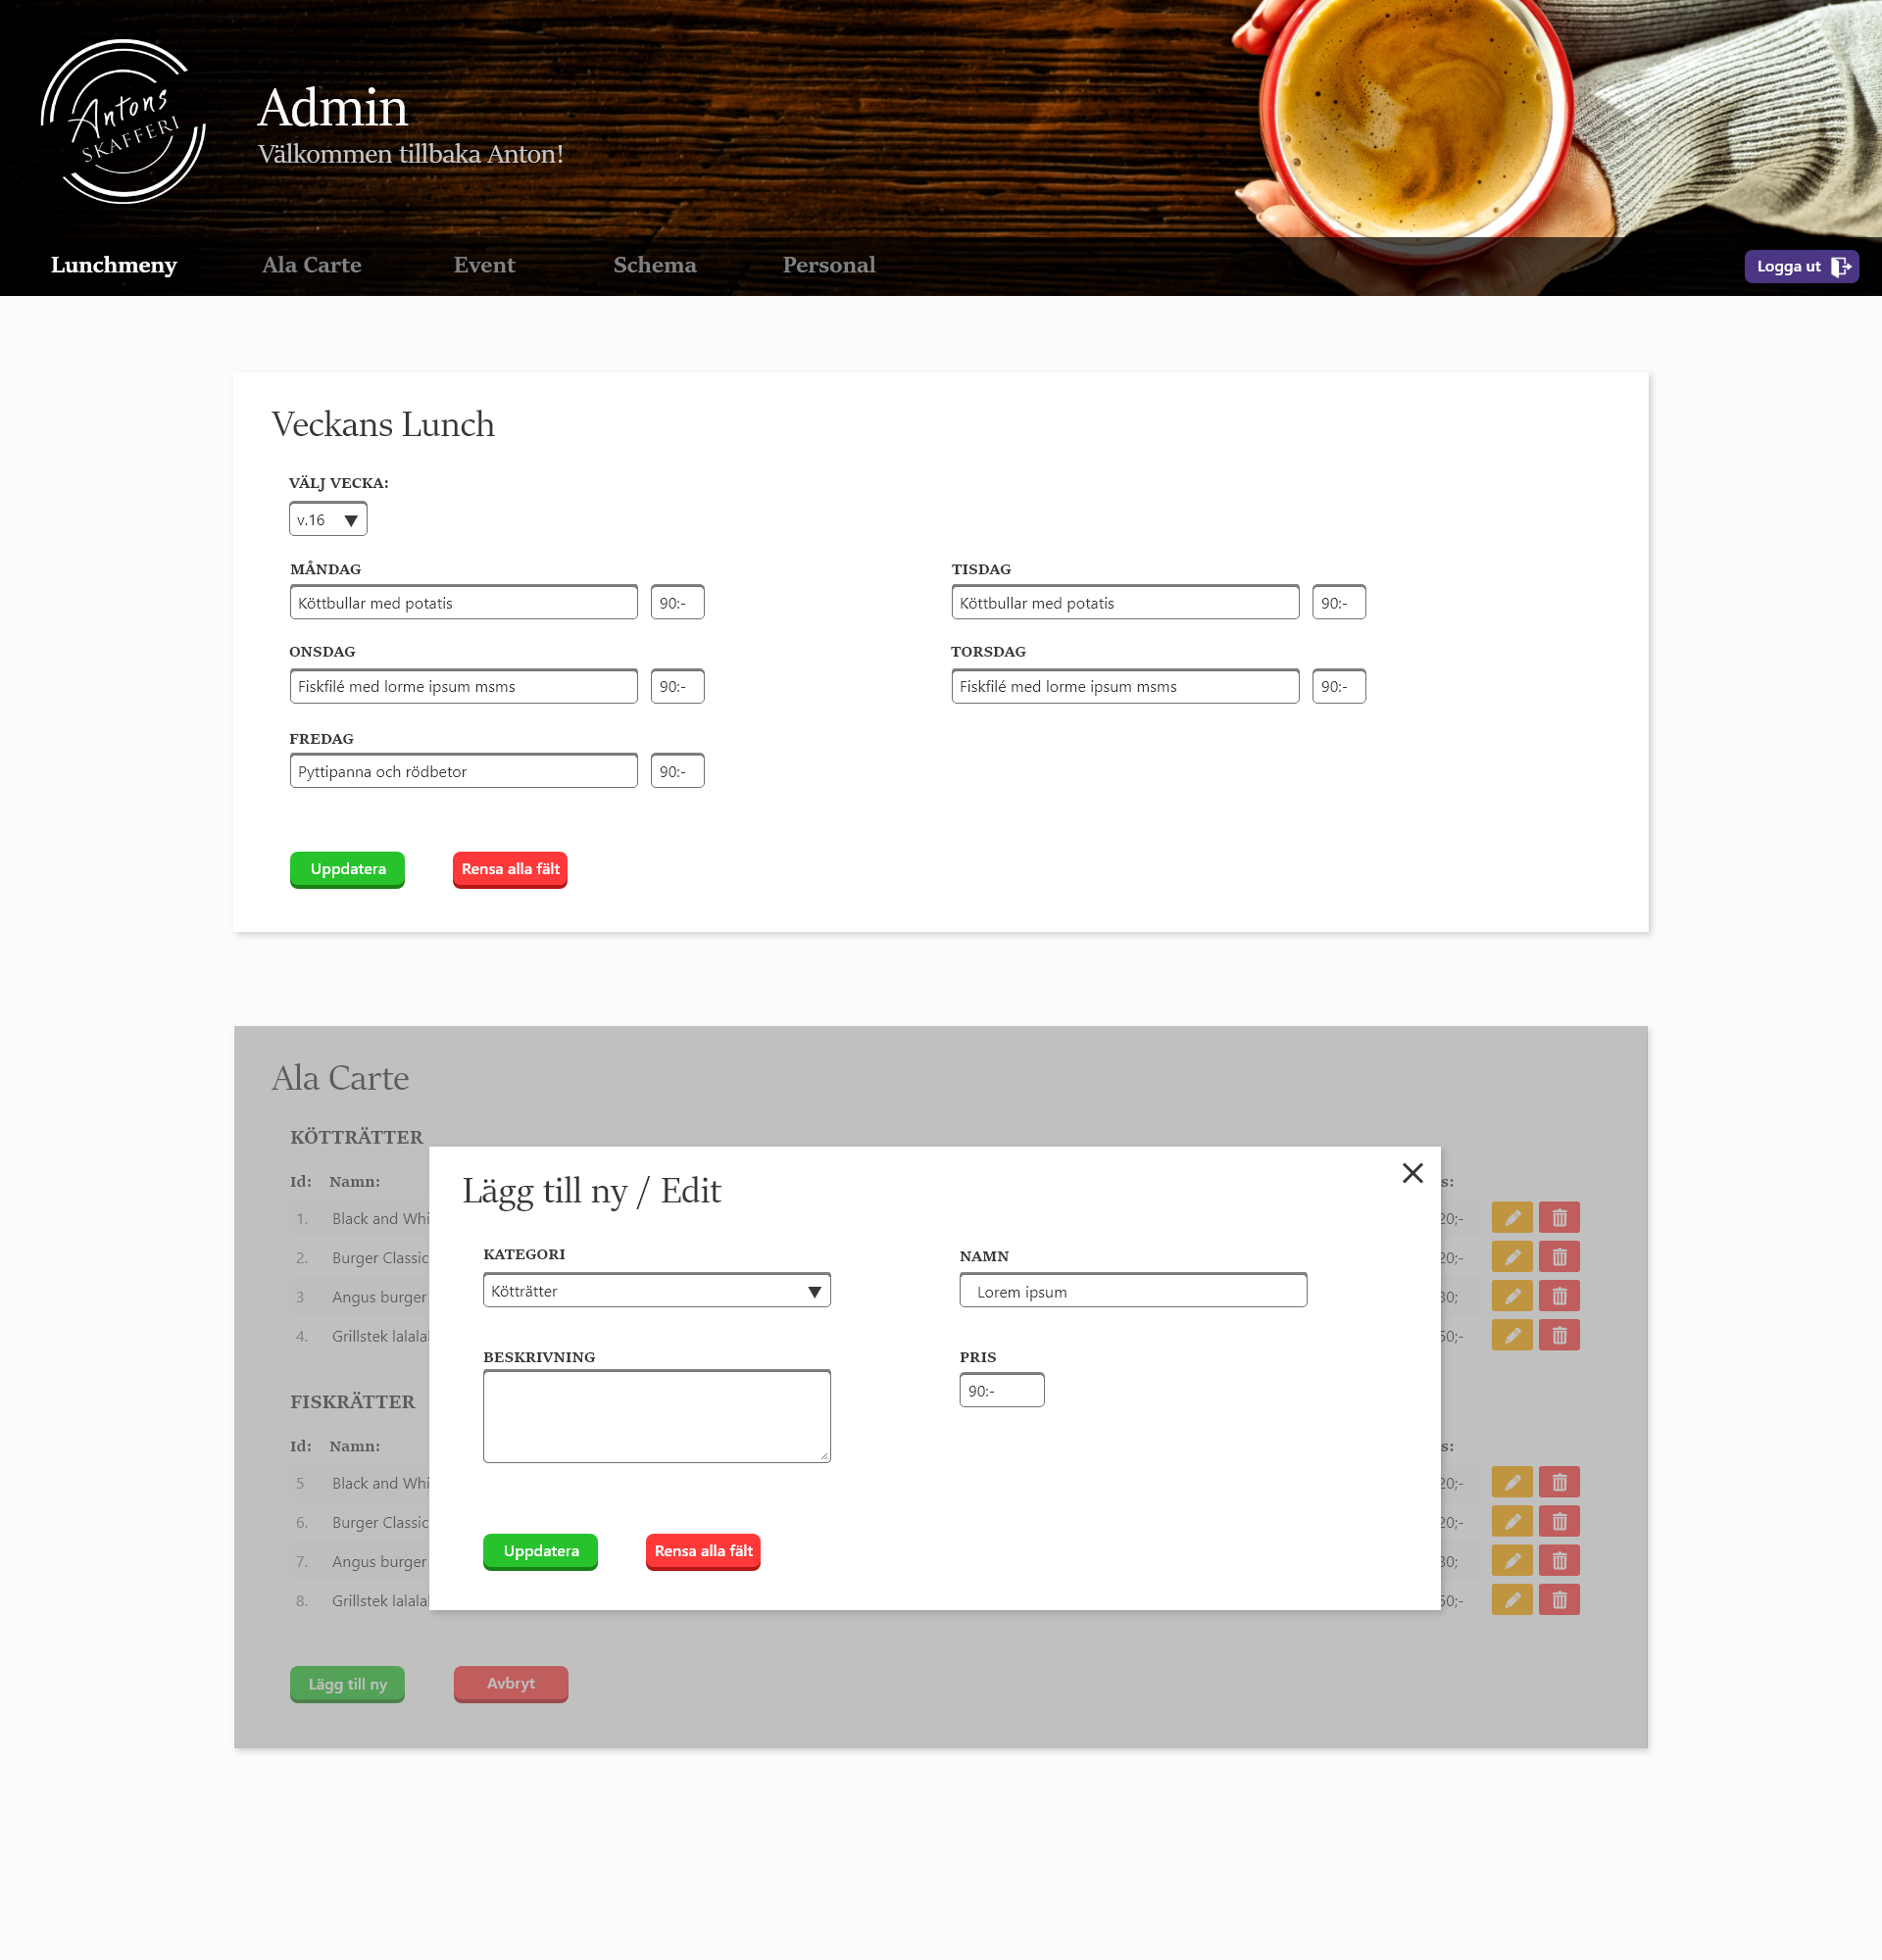 Antons
SKAFFERI
Admin
Välkommen tillbaka Anton!
Lunchmeny Ala Carte Event Schema Personal Logga ut
Veckans Lunch
VÄLJ VECKA:
v.16
MÅNDAG TISDAG
Köttbullar med potatis 90:- Köttbullar med potatis 90:-
ONSDAG TORSDAG
Fiskfilé med lorme ipsum msms 90:- Fiskfilé med lorme ipsum msms 90:-
FREDAG
Pyttipanna och rödbetor 90:-
Uppdatera Rensa alla fält
Ala Carte
KÖTTRÄTTER
Id: Namn: s:
1. Black and Whi 20;-
2. Burger Classic 20;-
3 Angus burger 30;
4. Grillstek lalala 50;-
FISKRÄTTER
Id: Namn: s:
5 Black and Whi 20;-
6. Burger Classic 20;-
7. Angus burger 30;
8. Grillstek lalala 50;-
Lägg till ny Avbryt
Lägg till ny / Edit
KATEGORI NAMN
Kötträtter Lorem ipsum
BESKRIVNING PRIS
90:-
Uppdatera Rensa alla fält